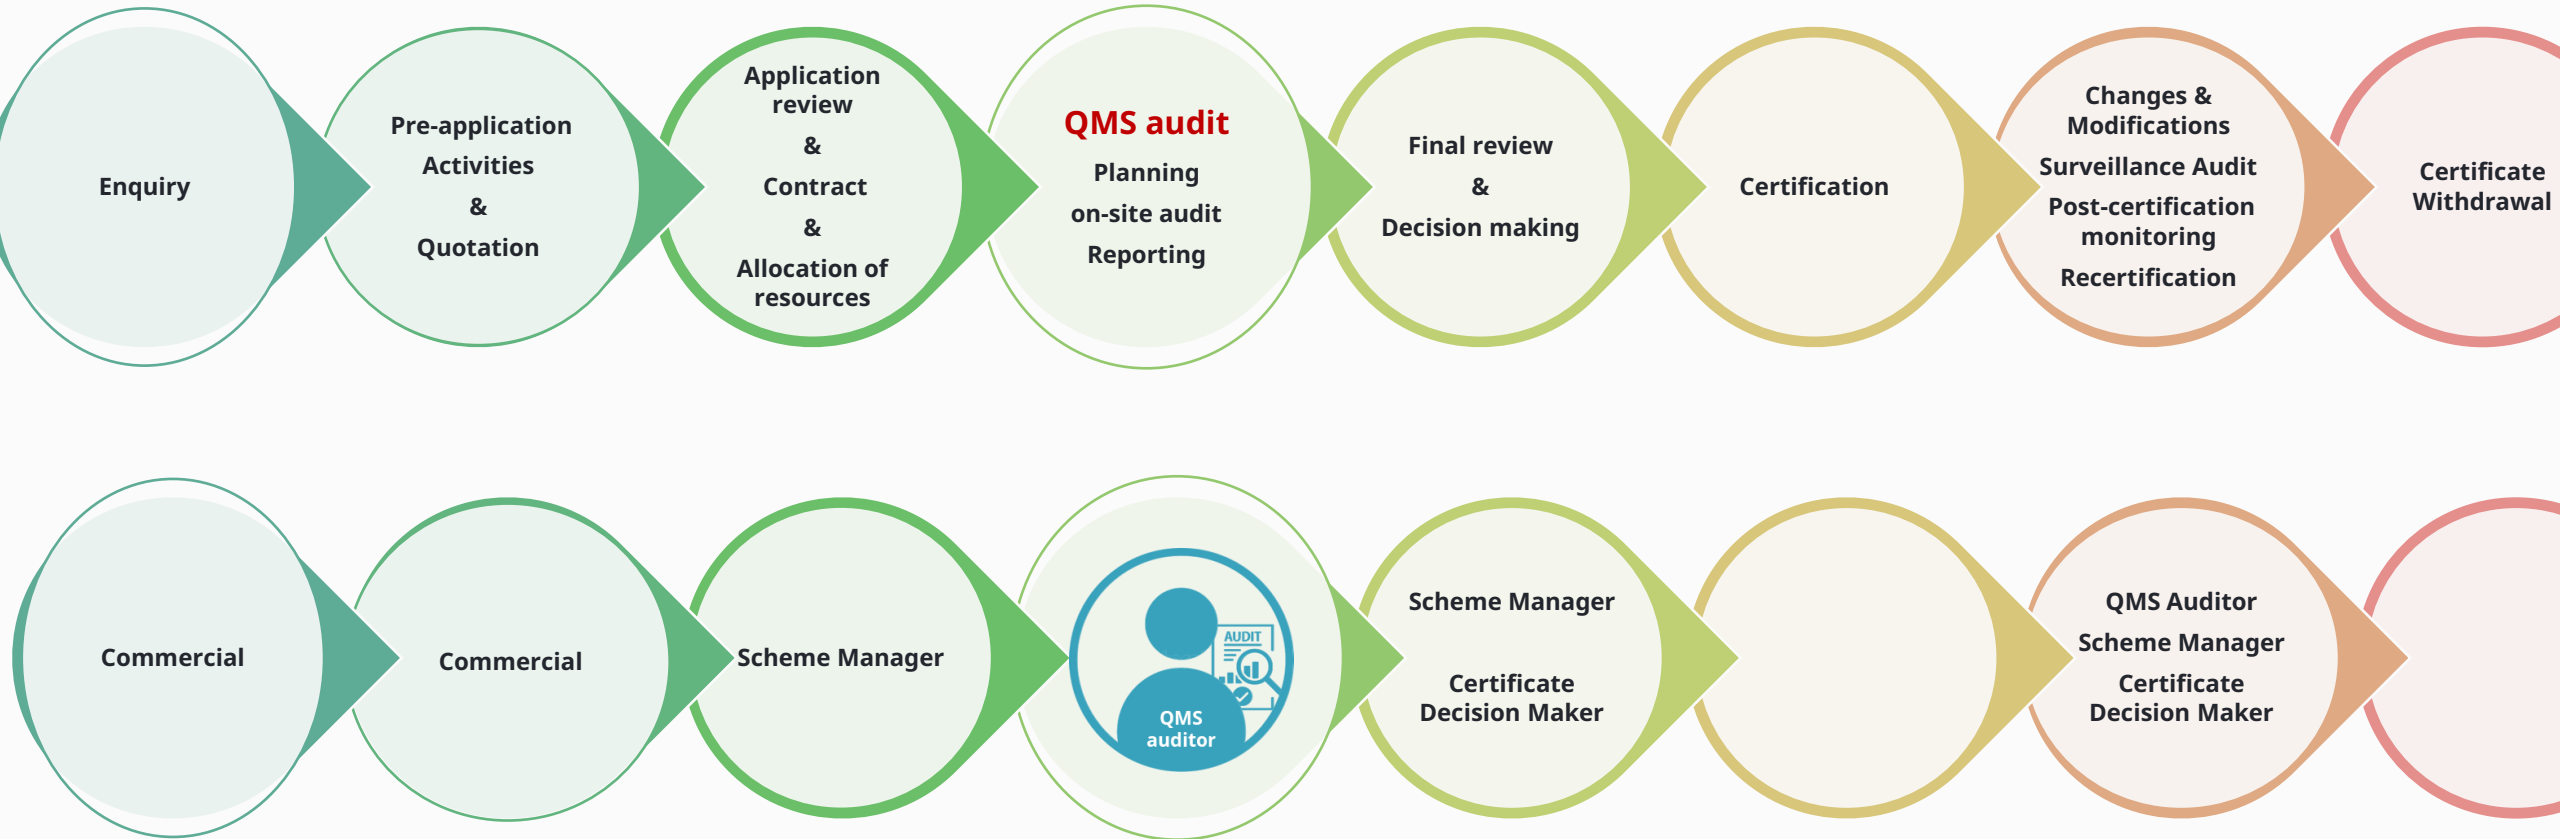 Enquiry
Pre-application
Activities
&
Quotation
Application
review
&
Contract
&
Allocation of
resources
QMS audit
Planning
on-site audit
Reporting
Final review
&
Decision making
Certification
Changes &
Modifications
Surveillance Audit
Post-certification
monitoring
Recertification
Certificate
Withdrawal
Commercial
Commercial
Scheme Manager
AUDIT
QMS
auditor
Scheme Manager
Certificate
Decision Maker
QMS Auditor
Scheme Manager
Certificate
Decision Maker